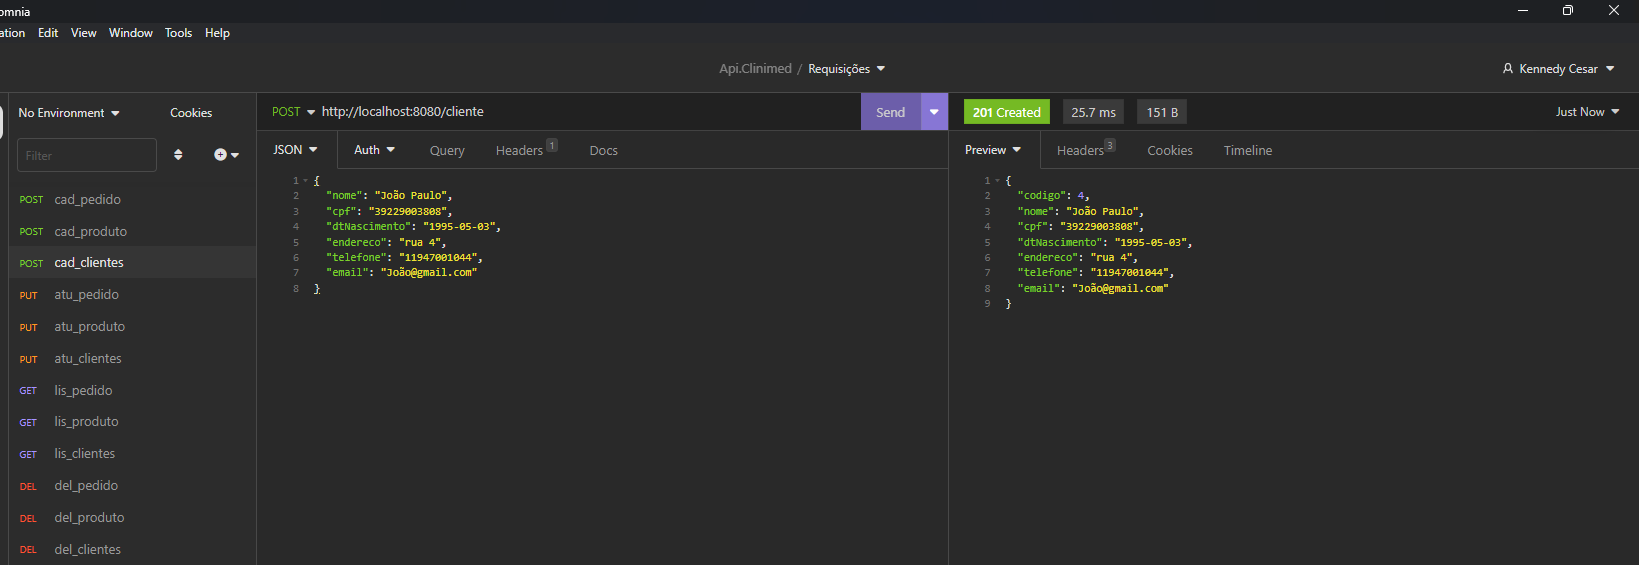 omnia
ation Edit View Window Tools Help
Api.Clinimed / Requisições
Kennedy Cesar
No Environment
Cookies
Filter
POST cad_pedido
POST cad_produto
POST cad_clientes
PUT atu_pedido
PUT atu_produto
PUT atu_clientes
GET lis_pedido
GET lis_produto
GET lis_clientes
DEL del_pedido
DEL del_produto
DEL del_clientes
POST http://localhost:8080/cliente
Send
JSON Auth Query Headers 1 Docs
1 {
2 "nome": "João Paulo",
3 "cpf": "39229003808",
4 "dtNascimento": "1995-05-03",
5 "endereco": "rua 4",
6 "telefone": "11947001044",
7 "email": "João@gmail.com"
8 }
201 Created 25.7 ms 151 B
Just Now
Preview Headers 3 Cookies Timeline
1 {
2 "codigo": 4,
3 "nome": "João Paulo",
4 "cpf": "39229003808",
5 "dtNascimento": "1995-05-03",
6 "endereco": "rua 4",
7 "telefone": "11947001044",
8 "email": "João@gmail.com"
9 }